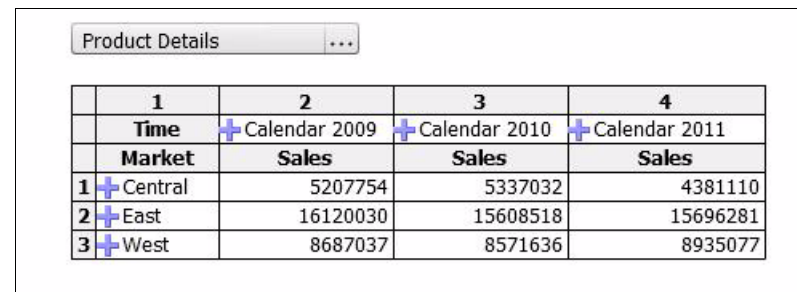 Product Details ...
1 2 3 4
Time Calendar 2009 Calendar 2010 Calendar 2011
Market Sales Sales Sales
1 Central 5207754 5337032 4381110
2 East 16120030 15608518 15696281
3 West 8687037 8571636 8935077